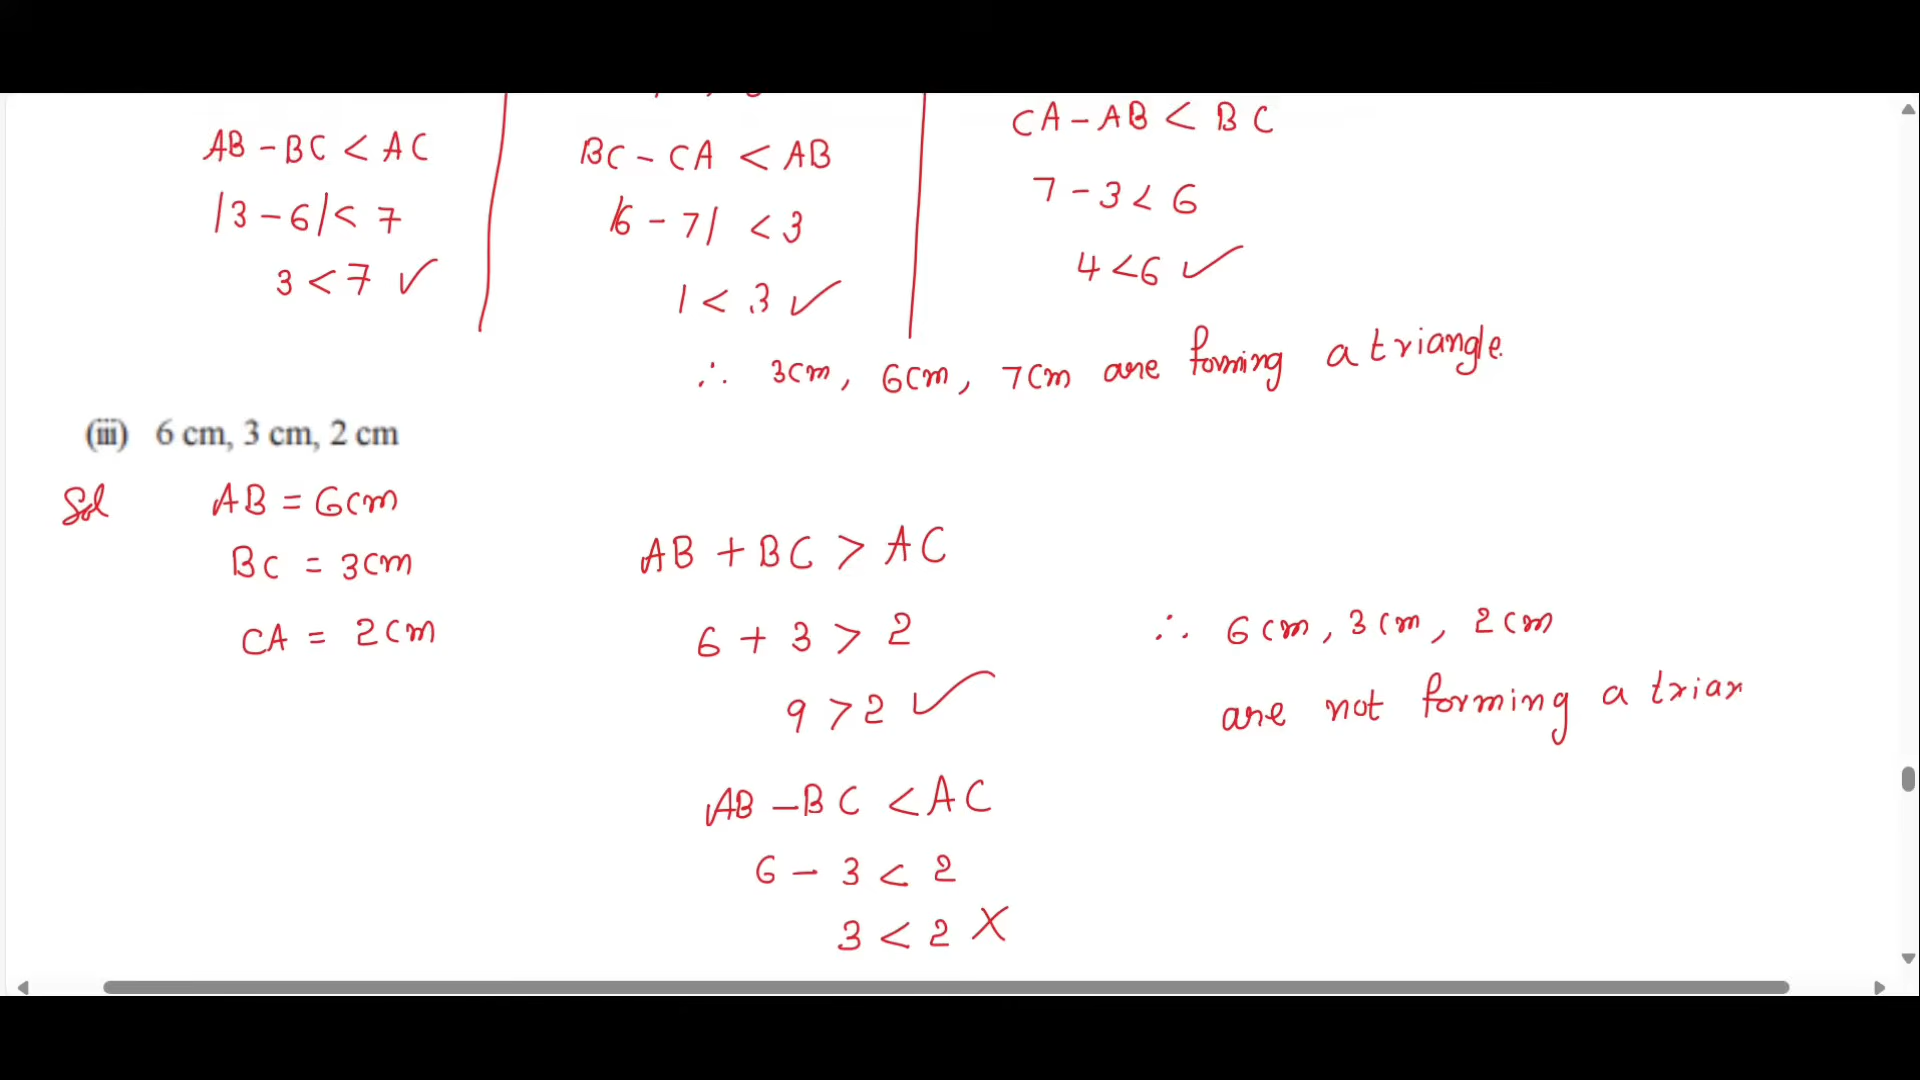 AB - BC < AC
|3 - 6| < 7
3 < 7 ✓
BC - CA < AB
|6 - 7| < 3
1 < 3 ✓
CA - AB < BC
7 - 3 < 6
4 < 6 ✓
∴ 3cm, 6cm, 7cm are forming a triangle.
(iii) 6 cm, 3 cm, 2 cm
Sol AB = 6cm
BC = 3cm
CA = 2cm
AB + BC > AC
6 + 3 > 2
9 > 2 ✓
AB - BC < AC
6 - 3 < 2
3 < 2 X
∴ 6cm, 3cm, 2cm
are not forming a trian